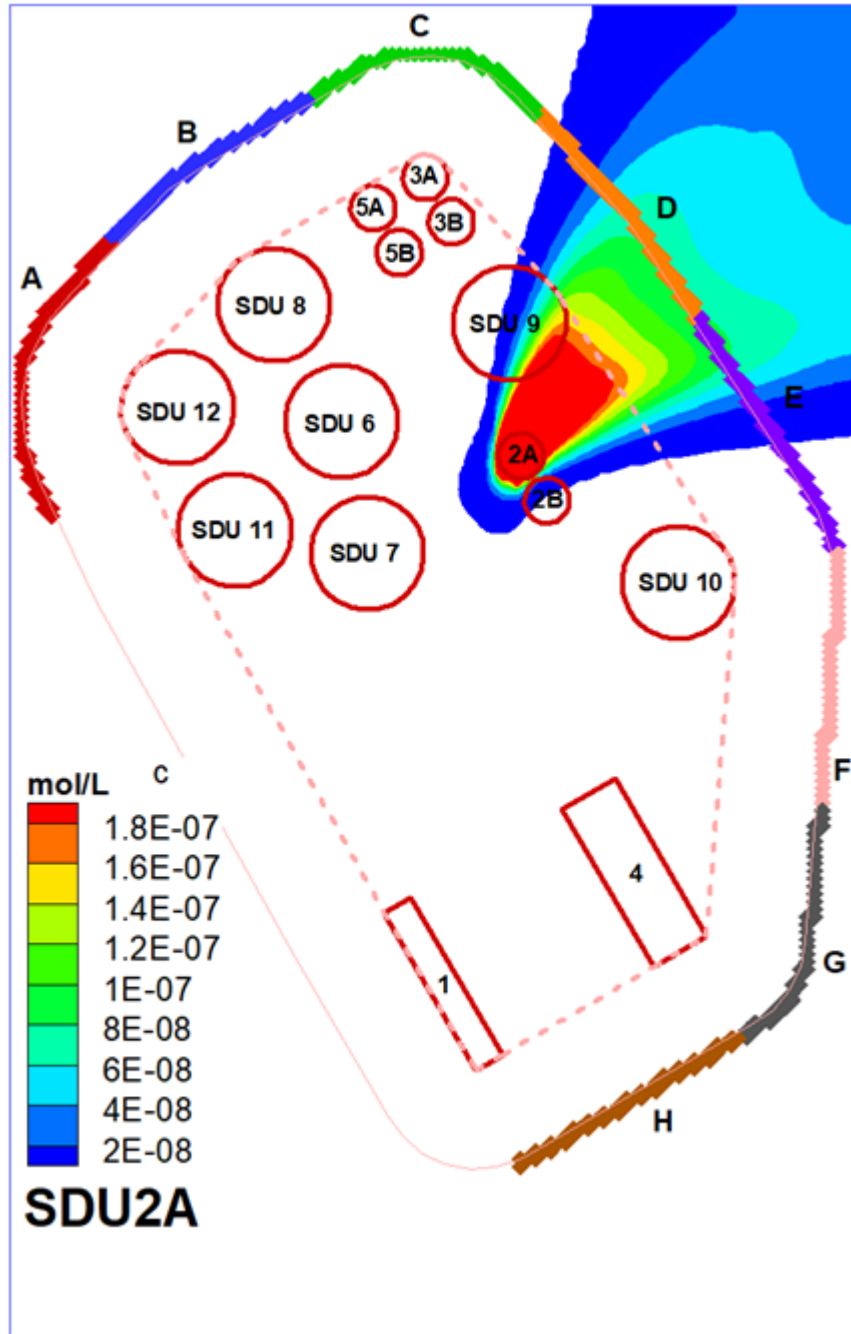 C
B
3A
5A
3B
D
5B
A
SDU 8
SDU 9
E
SDU 12
SDU 6
2A
2B
SDU 11
SDU 7
SDU 10
C
mol/L
F
1.8E-07
1.6E-07
4
1.4E-07
1.2E-07
G
1E-07
1
8E-08
6E-08
4E-08
H
2E-08
SDU2A